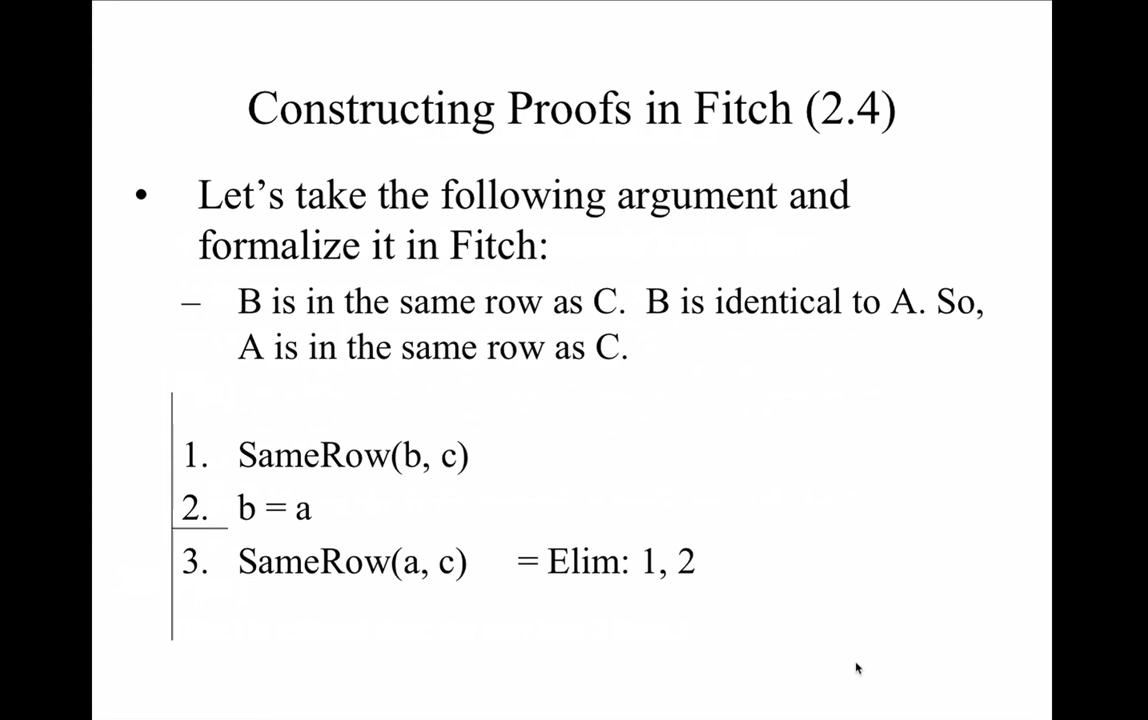 Constructing Proofs in Fitch (2.4)
• Let’s take the following argument and
formalize it in Fitch:
– B is in the same row as C.  B is identical to A. So,
A is in the same row as C.
1. SameRow(b, c)
2. b = a
3. SameRow(a, c) = Elim: 1, 2